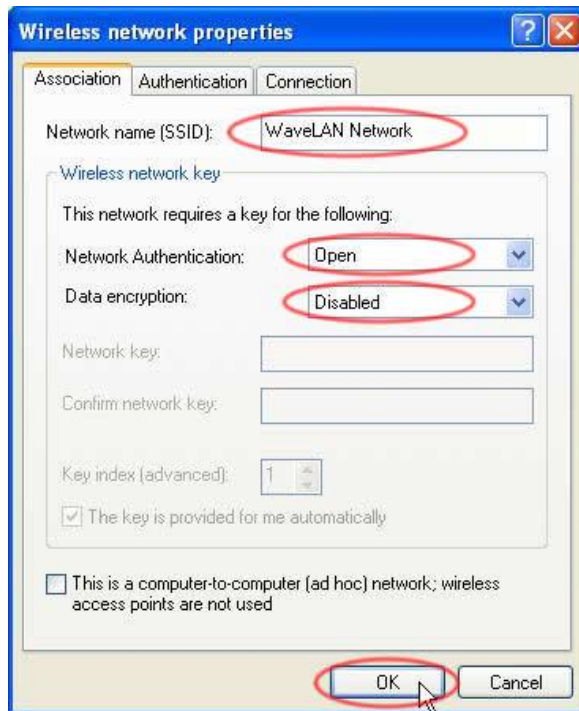 Wireless network properties
Association Authentication Connection
Network name (SSID): WaveLAN Network
Wireless network key
This network requires a key for the following:
Network Authentication: Open
Data encryption: Disabled
Network key:
Confirm network key:
Key index (advanced): 1
The key is provided for me automatically
This is a computer-to-computer (ad hoc) network; wireless
access points are not used
OK Cancel